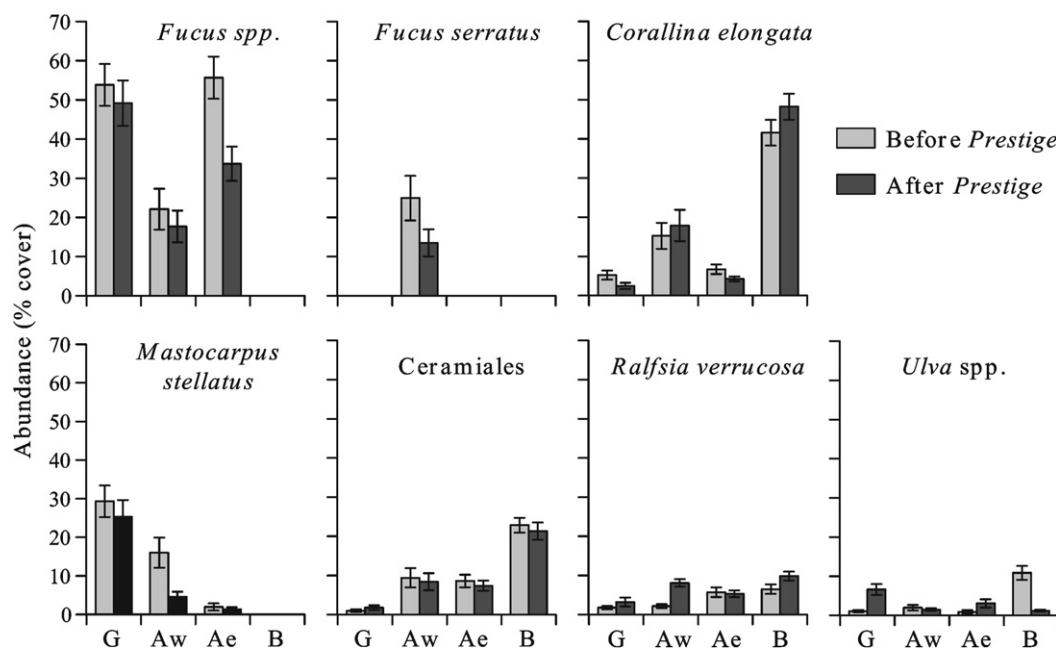 Abundance (% cover)
70
60
50
40
30
20
10
0
Fucus spp.
Fucus serratus
Corallina elongata
Before Prestige
After Prestige
70
60
50
40
30
20
10
0
Mastocarpus
stellatus
Ceramiales
Ralfsia verrucosa
Ulva spp.
G Aw Ae B
G Aw Ae B
G Aw Ae B
G Aw Ae B